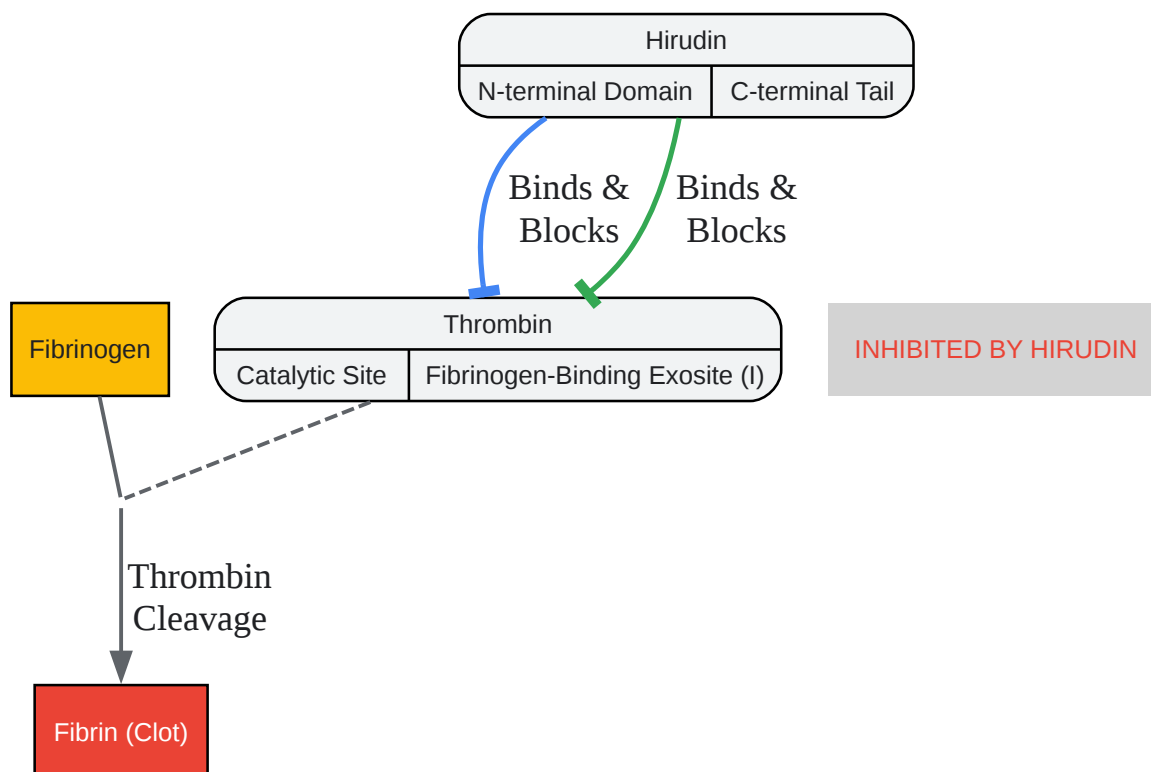 Hirudin
N-terminal Domain
C-terminal Tail
Binds &
Blocks
Binds &
Blocks
Fibrinogen
Thrombin
Catalytic Site
Fibrinogen-Binding Exosite (I)
INHIBITED BY HIRUDIN
Thrombin
Cleavage
Fibrin (Clot)